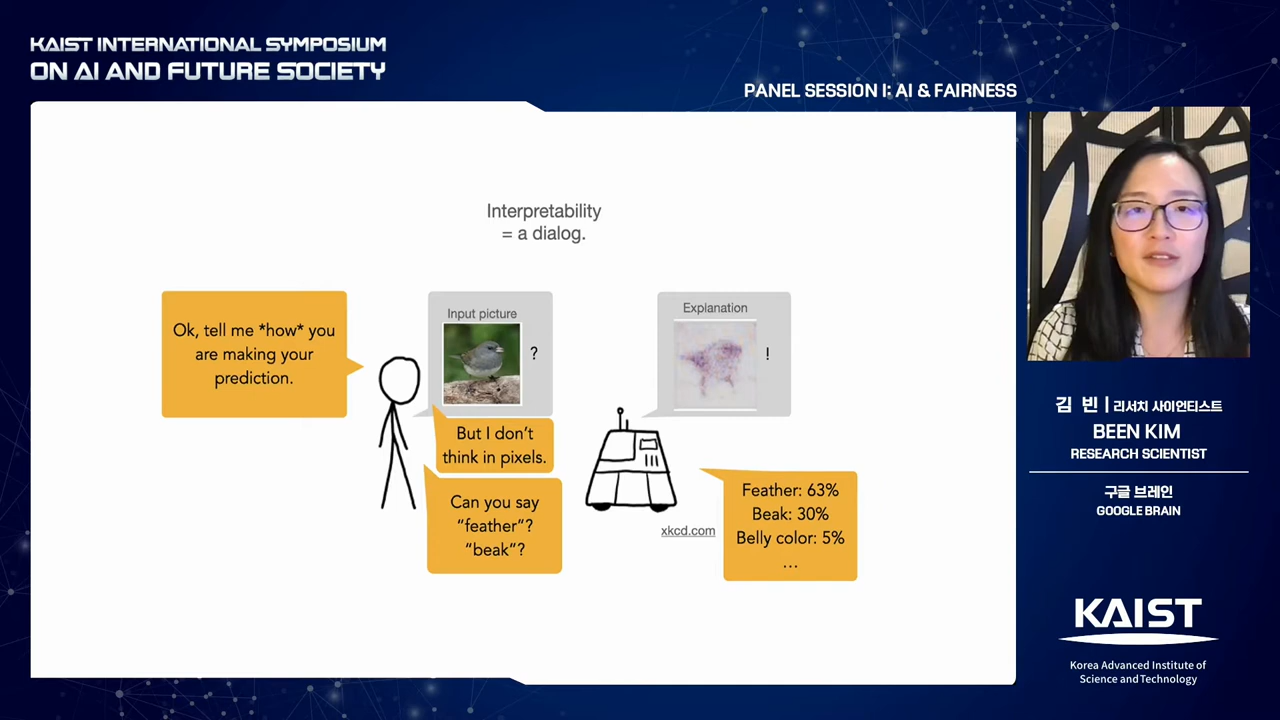 KAIST INTERNATIONAL SYMPOSIUM
ON AI AND FUTURE SOCIETY
PANEL SESSION I: AI & FAIRNESS
Interpretability
= a dialog.
Ok, tell me *how* you
are making your
prediction.
Input picture
?
Explanation
!
But I don't
think in pixels.
Can you say
"feather"?
"beak"?
xkcd.com
Feather: 63%
Beak: 30%
Belly color: 5%
...
김 빈 | 리서치 사이언티스트
BEEN KIM
RESEARCH SCIENTIST
구글 브레인
GOOGLE BRAIN
KAIST
Korea Advanced Institute of
Science and Technology